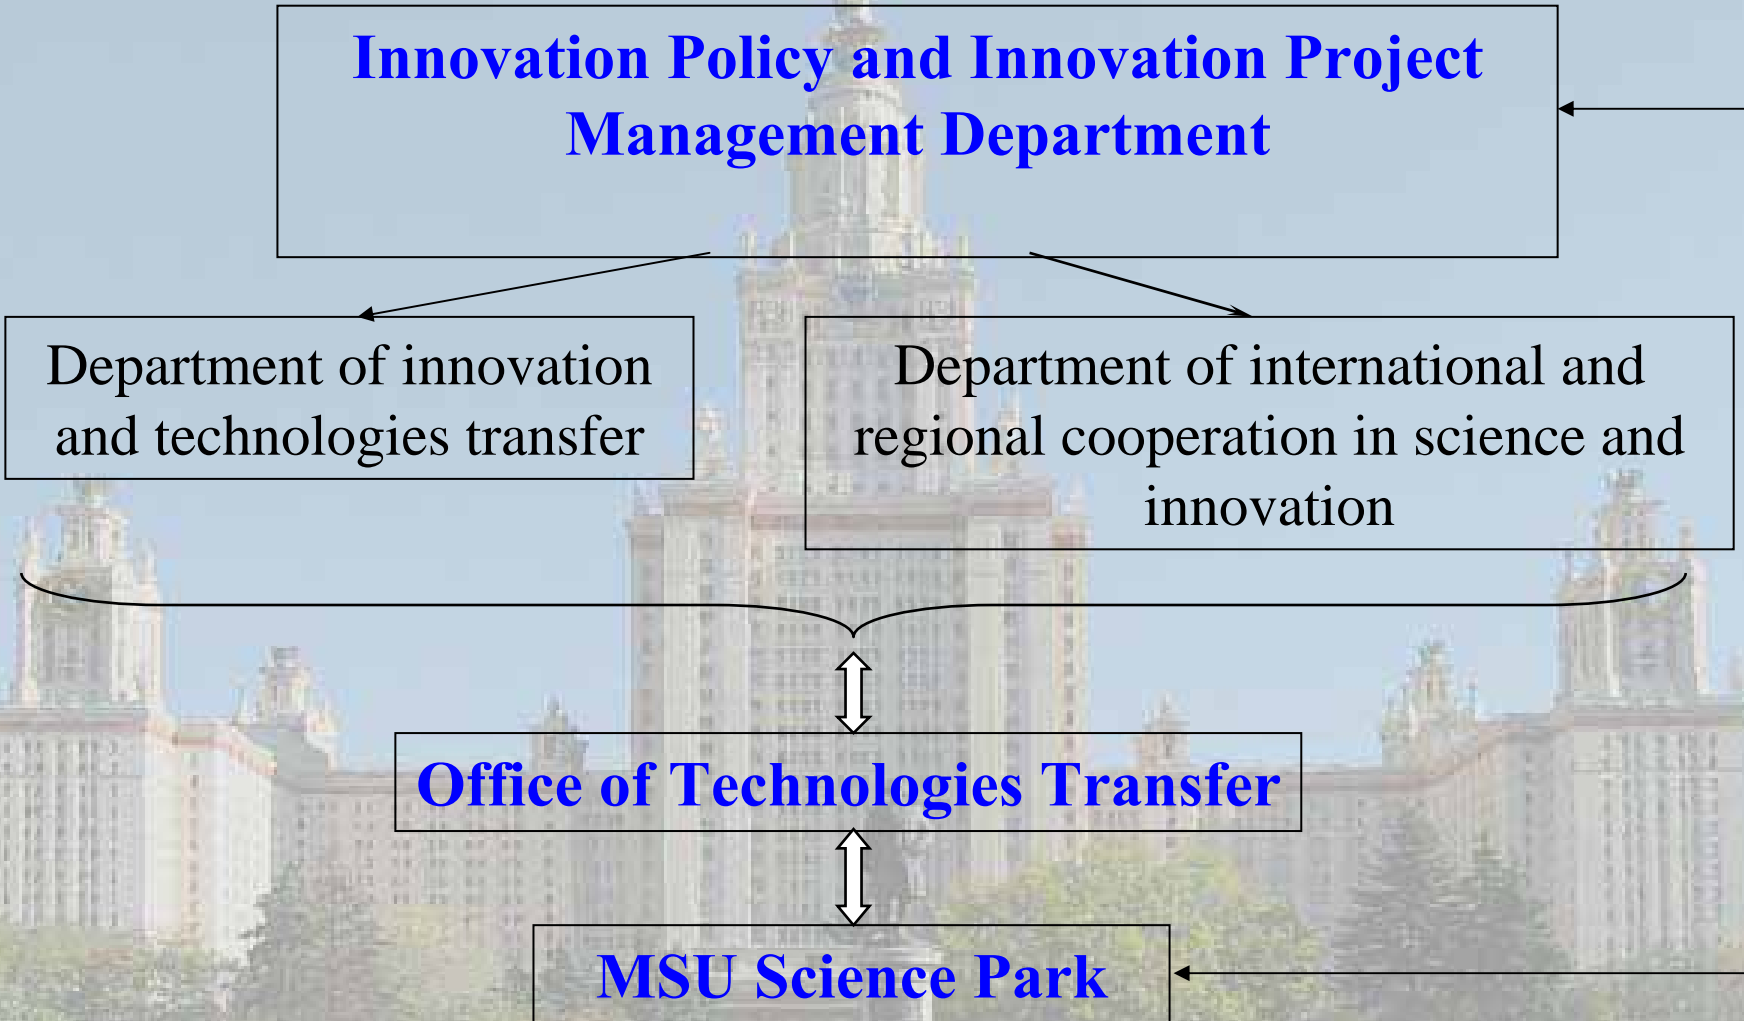 Innovation Policy and Innovation Project
Management Department
Department of innovation
and technologies transfer
Department of international and
regional cooperation in science and
innovation
Office of Technologies Transfer
MSU Science Park